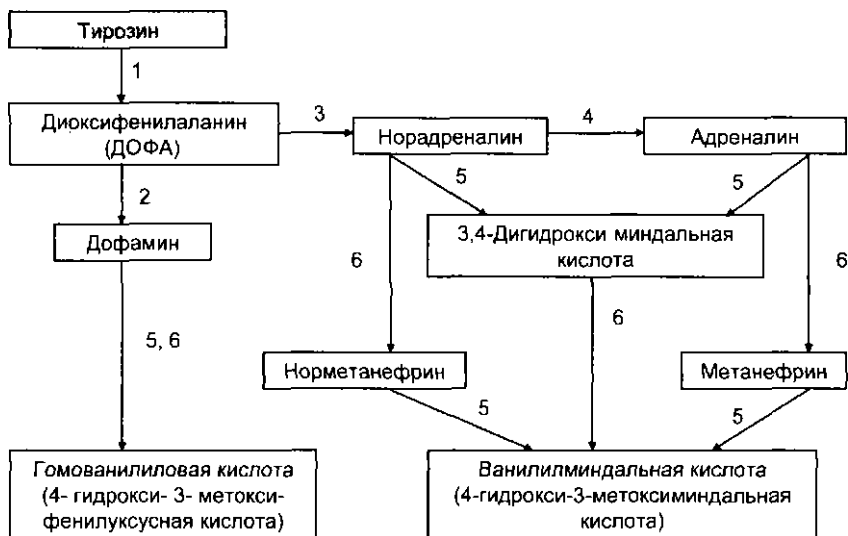 Тирозин
1
Диоксифенилаланин
(ДОФА)
3
Норадреналин
4
Адреналин
2
5
5
Дофамин
3,4-Дигидрокси миндальная
кислота
6
6
5, 6
6
Норметанефрин
Метанефрин
5
5
Гомованилиловая кислота
(4- гидрокси- 3- метокси-
фенилуксусная кислота)
Ванилилминдальная кислота
(4-гидрокси-3-метоксиминдальная
кислота)